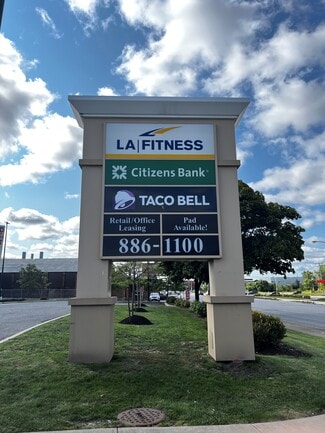 LA|FITNESS
Citizens Bank
TACO BELL
Retail/Office
Leasing
Pad
Available!
886-1100